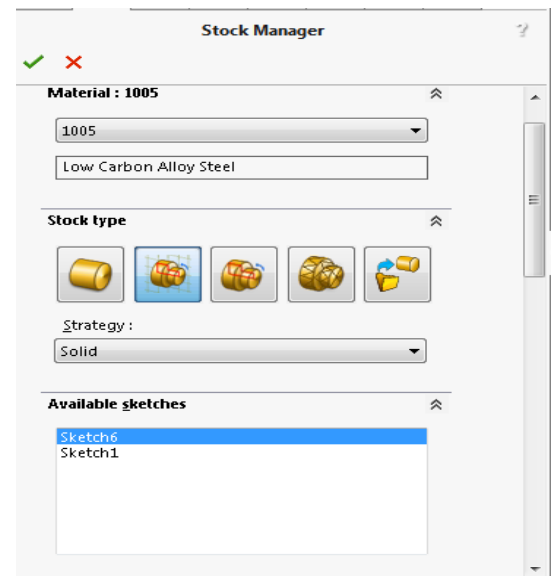 Stock Manager
?
Material : 1005
1005
Low Carbon Alloy Steel
Stock type
Strategy :
Solid
Available sketches
Sketch6
Sketch1